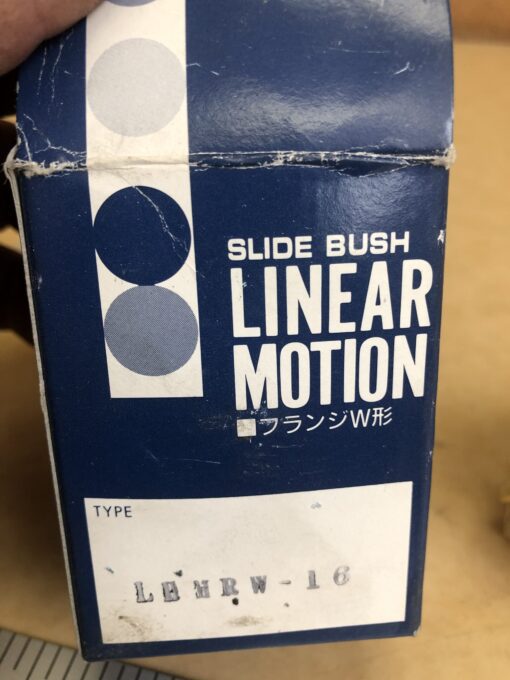 SLIDE BUSH
LINEAR
MOTION
フランジW形
TYPE
LHMRW-16